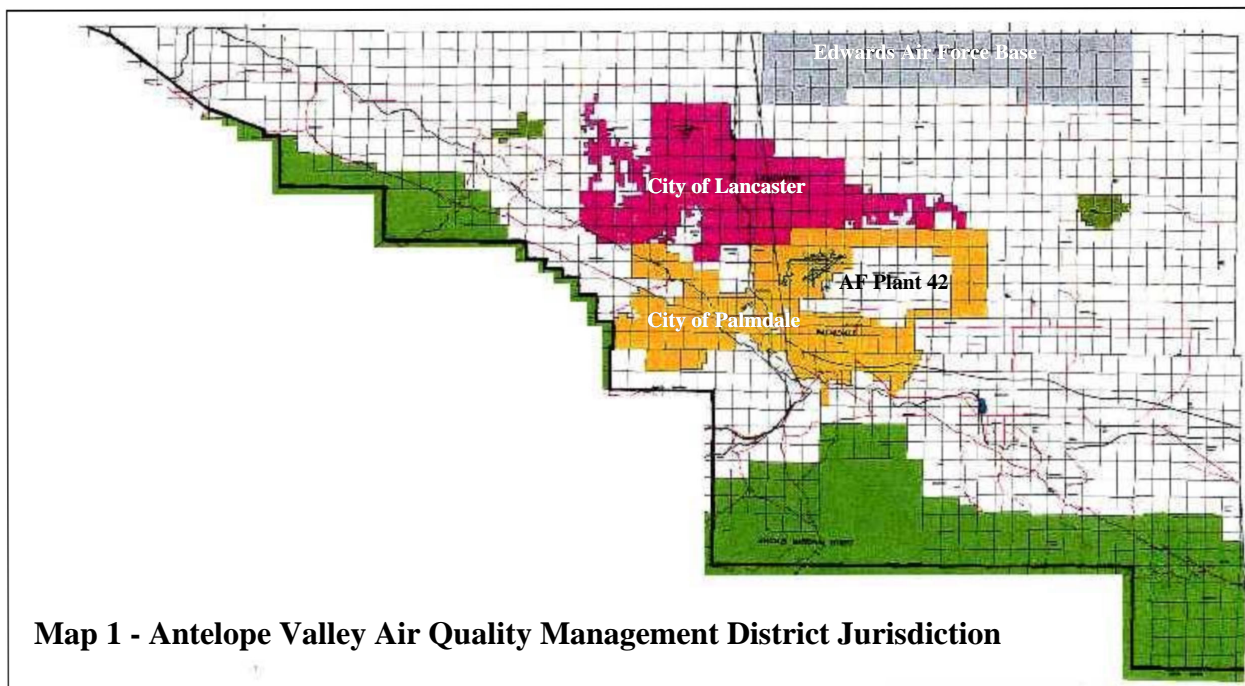 Edwards Air Force Base
City of Lancaster
AF Plant 42
City of Palmdale
PALMDALE
Map 1 - Antelope Valley Air Quality Management District Jurisdiction